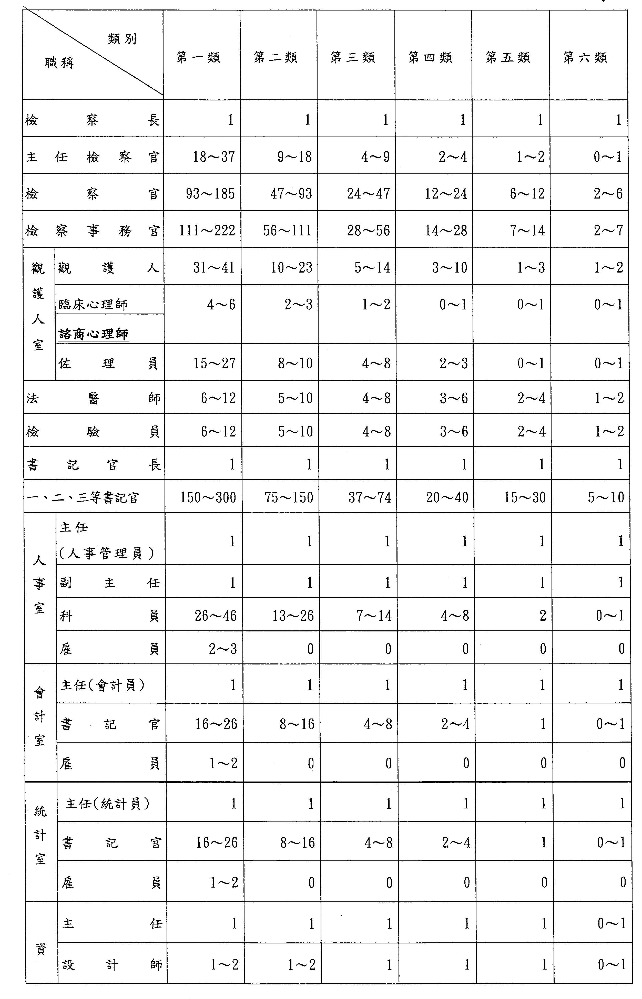 類別
職稱
第一類 第二類 第三類 第四類 第五類 第六類
檢察長 1 1 1 1 1 1
主任檢察官 18～37 9～18 4～9 2～4 1～2 0～1
檢察官 93～185 47～93 24～47 12～24 6～12 2～6
檢察事務官 111～222 56～111 28～56 14～28 7～14 2～7
觀護人室
觀護人 31～41 10～23 5～14 3～10 1～3 1～2
臨床心理師 4～6 2～3 1～2 0～1 0～1 0～1
諮商心理師
佐理員 15～27 8～10 4～8 2～3 0～1 0～1
法醫師 6～12 5～10 4～8 3～6 2～4 1～2
檢驗員 6～12 5～10 4～8 3～6 2～4 1～2
書記官長 1 1 1 1 1 1
一、二、三等書記官 150～300 75～150 37～74 20～40 15～30 5～10
人事室
主任
(人事管理員) 1 1 1 1 1 1
副主任 1 1 1 1 1 1
科員 26～46 13～26 7～14 4～8 2 0～1
雇員 2～3 0 0 0 0 0
會計室
主任(會計員) 1 1 1 1 1 1
書記官 16～26 8～16 4～8 2～4 1 0～1
雇員 1～2 0 0 0 0 0
統計室
主任(統計員) 1 1 1 1 1 1
書記官 16～26 8～16 4～8 2～4 1 0～1
雇員 1～2 0 0 0 0 0
資
主任 1 1 1 1 1 0～1
設計師 1～2 1～2 1 1 1 0～1